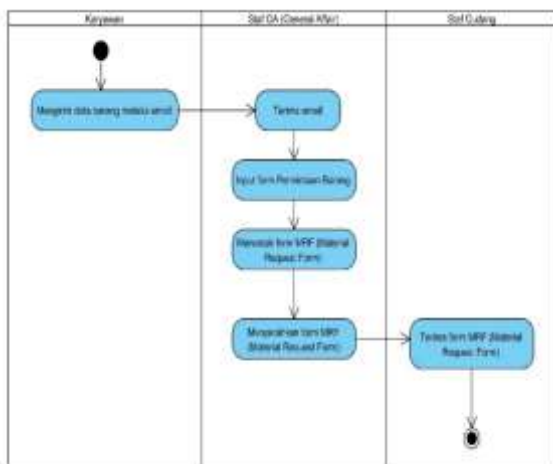 Karyawan
Staf GA (General Affair)
Staf Gudang
Mengirim data barang melalui email
Terima email
Input form Permintaan Barang
Mencetak form MRF (Material
Request Form)
Menyerahkan form MRF
(Material Request Form)
Terima form MRF (Material
Request Form)